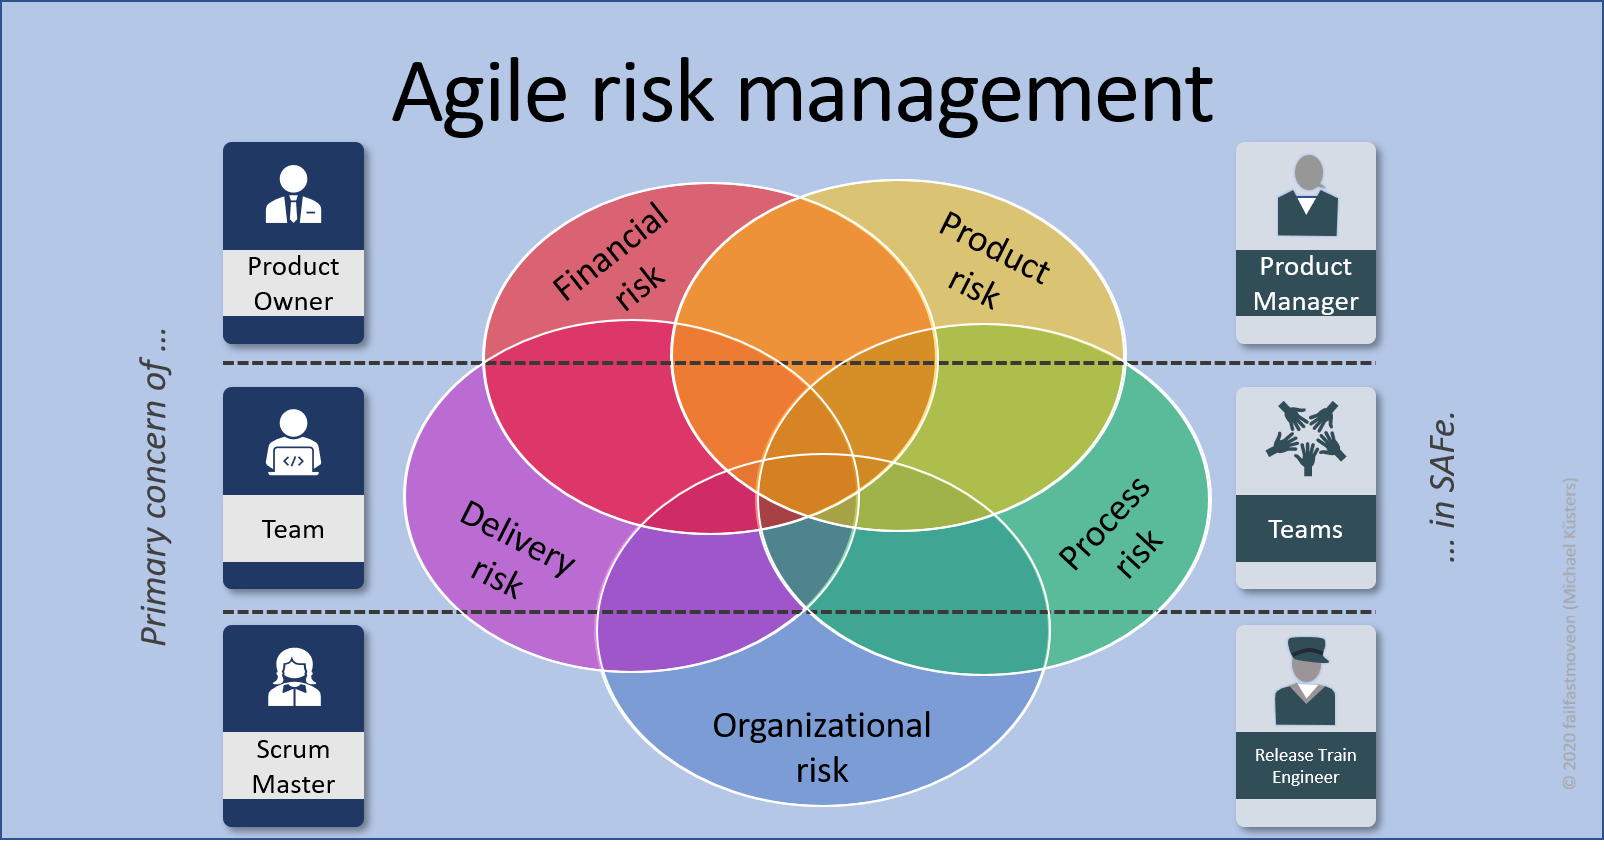 Agile risk management
Product
Owner
Financial
risk
Product
risk
Product
Manager
Primary concern of ...
Team
</>
Delivery
risk
Process
risk
Teams
... in SAFe.
Scrum
Master
Organizational
risk
Release Train
Engineer
© 2020 failfastmoveon (Michael Küsters)